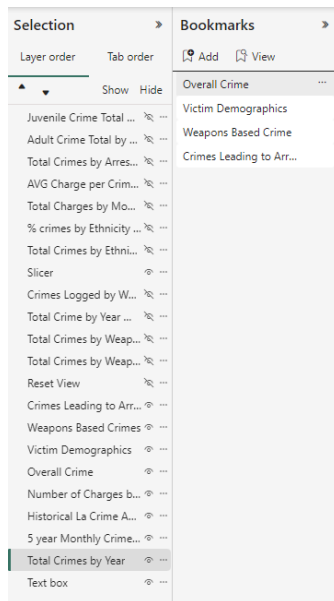 Selection
Layer order Tab order
Show Hide
Juvenile Crime Total ...
Adult Crime Total by ...
Total Crimes by Arres...
AVG Charge per Crim...
Total Charges by Mo...
% crimes by Ethnicity ...
Total Crimes by Ethni...
Slicer
Crimes Logged by W...
Total Crime by Year ...
Total Crimes by Weap...
Total Crimes by Weap...
Reset View
Crimes Leading to Arr...
Weapons Based Crimes
Victim Demographics
Overall Crime
Number of Charges b...
Historical La Crime A...
5 year Monthly Crime...
Total Crimes by Year
Text box
Bookmarks
Add View
Overall Crime
Victim Demographics
Weapons Based Crime
Crimes Leading to Arr...